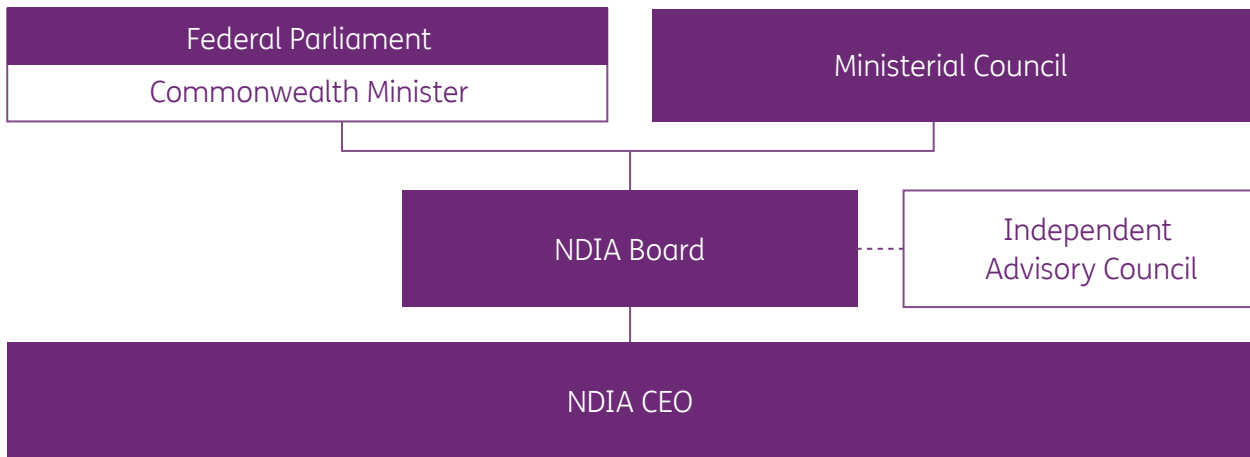 Federal Parliament
Commonwealth Minister
Ministerial Council
NDIA Board
Independent
Advisory Council
NDIA CEO